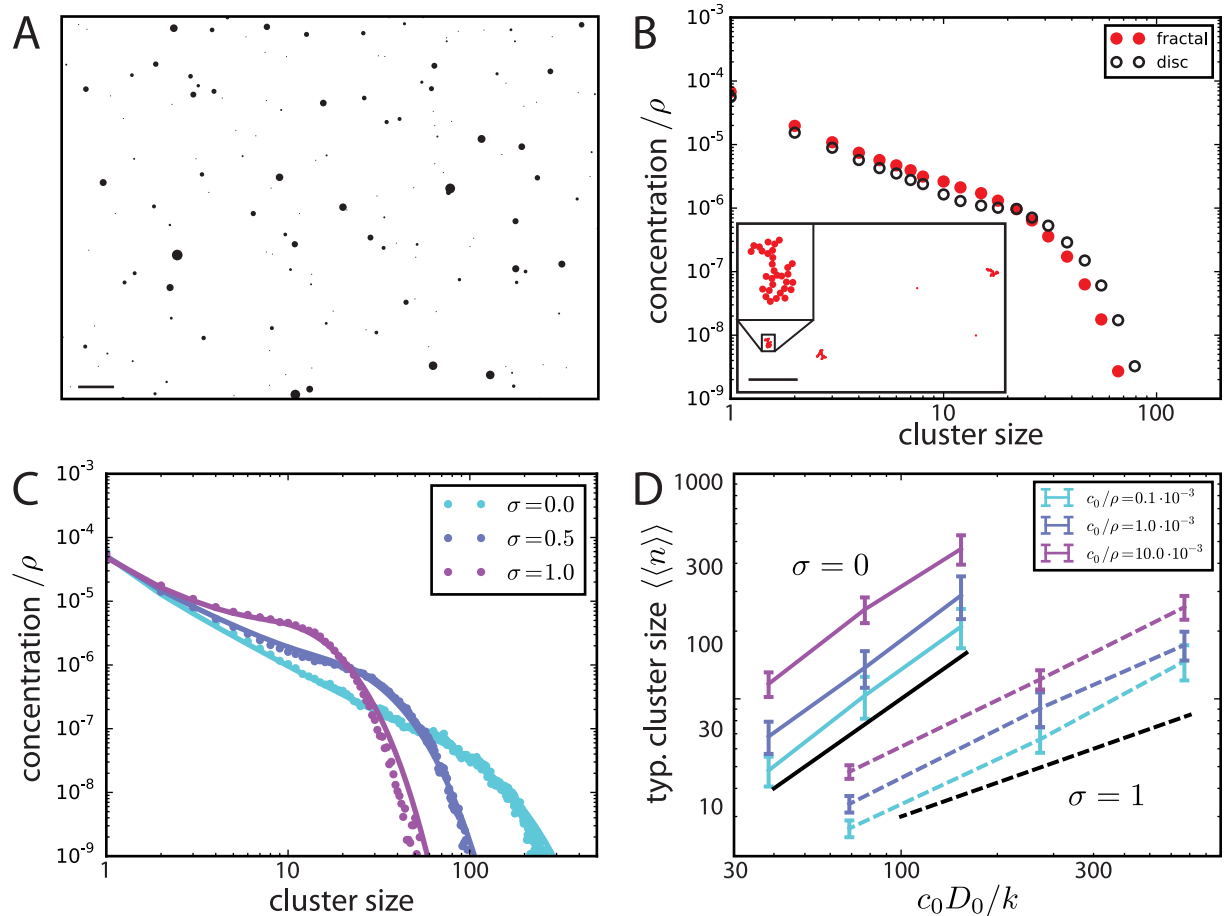 A
B
fractal
disc
concentration /ρ
10⁻⁴
10⁻⁵
10⁻⁶
10⁻⁷
10⁻⁸
10⁻⁹
1
10
100
cluster size
C
σ = 0.0
σ = 0.5
σ = 1.0
concentration /ρ
10⁻³
10⁻⁴
10⁻⁵
10⁻⁶
10⁻⁷
10⁻⁸
10⁻⁹
1
10
100
cluster size
D
c₀/ρ = 0.1 · 10⁻³
c₀/ρ = 1.0 · 10⁻³
c₀/ρ = 10.0 · 10⁻³
σ = 0
σ = 1
typ. cluster size ⟨⟨n⟩⟩
1000
300
100
30
10
30
100
300
c₀D₀/k